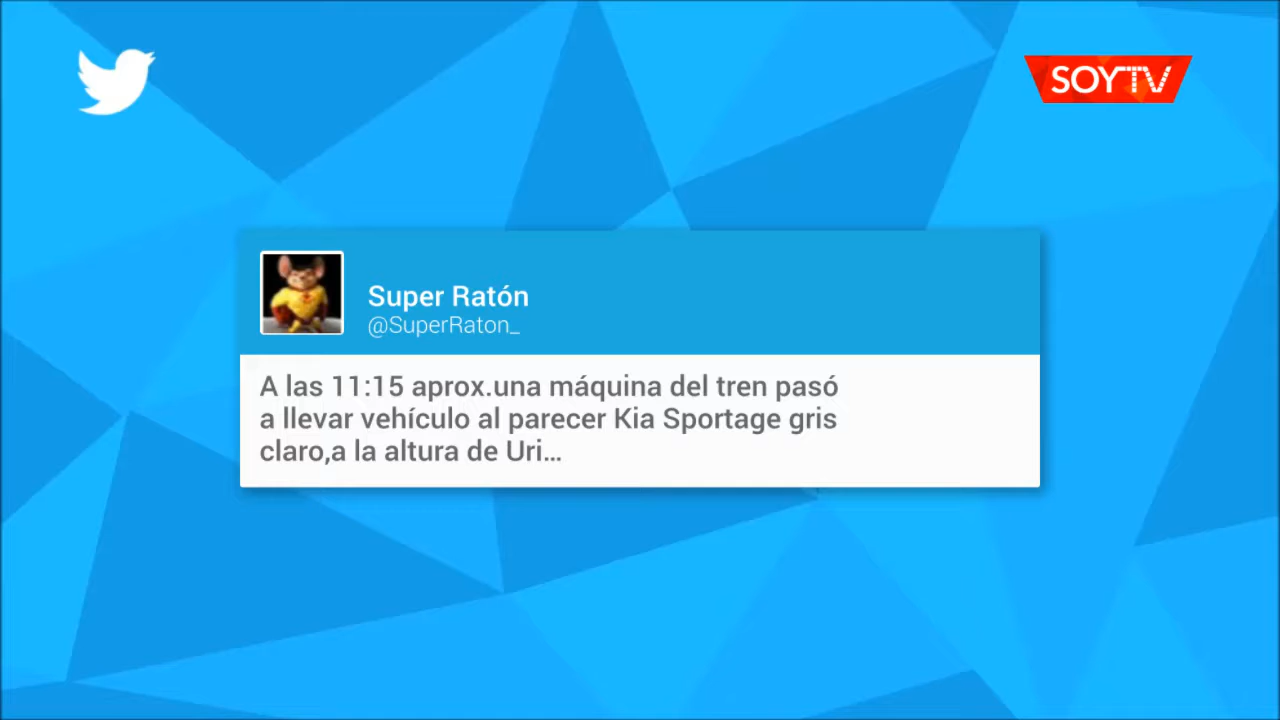 SOYTV
Super Ratón
@SuperRaton_
A las 11:15 aprox.una máquina del tren pasó
a llevar vehículo al parecer Kia Sportage gris
claro,a la altura de Uri...